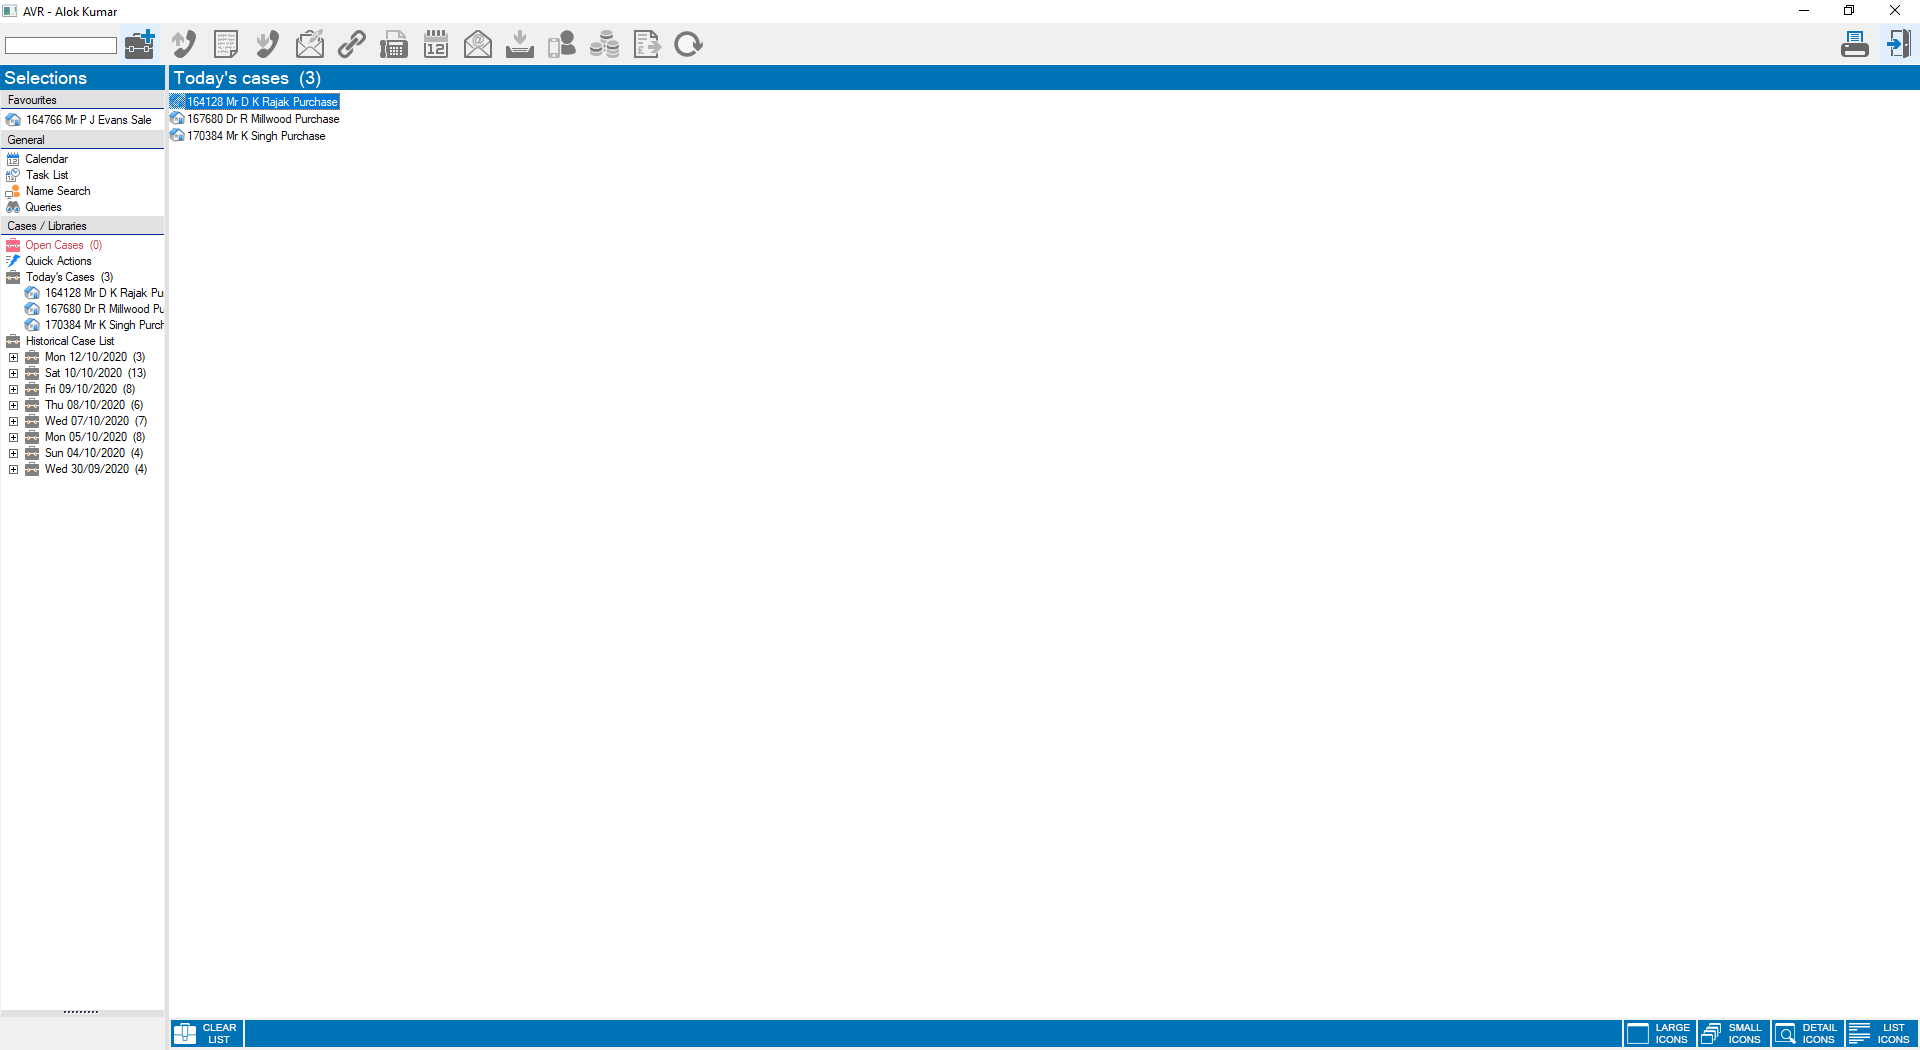 AVR - Alok Kumar
12
Selections
Today's cases (3)
Favourites
164766 Mr P J Evans Sale
General
Calendar
Task List
Name Search
Queries
Cases / Libraries
Open Cases (0)
Quick Actions
Today's Cases (3)
164128 Mr D K Rajak Pu
167680 Dr R Millwood Pu
170384 Mr K Singh Purch
Historical Case List
Mon 12/10/2020 (3)
Sat 10/10/2020 (13)
Fri 09/10/2020 (8)
Thu 08/10/2020 (6)
Wed 07/10/2020 (7)
Mon 05/10/2020 (8)
Sun 04/10/2020 (4)
Wed 30/09/2020 (4)
164128 Mr D K Rajak Purchase
167680 Dr R Millwood Purchase
170384 Mr K Singh Purchase
CLEAR
LIST
LARGE
ICONS
SMALL
ICONS
DETAIL
ICONS
LIST
ICONS